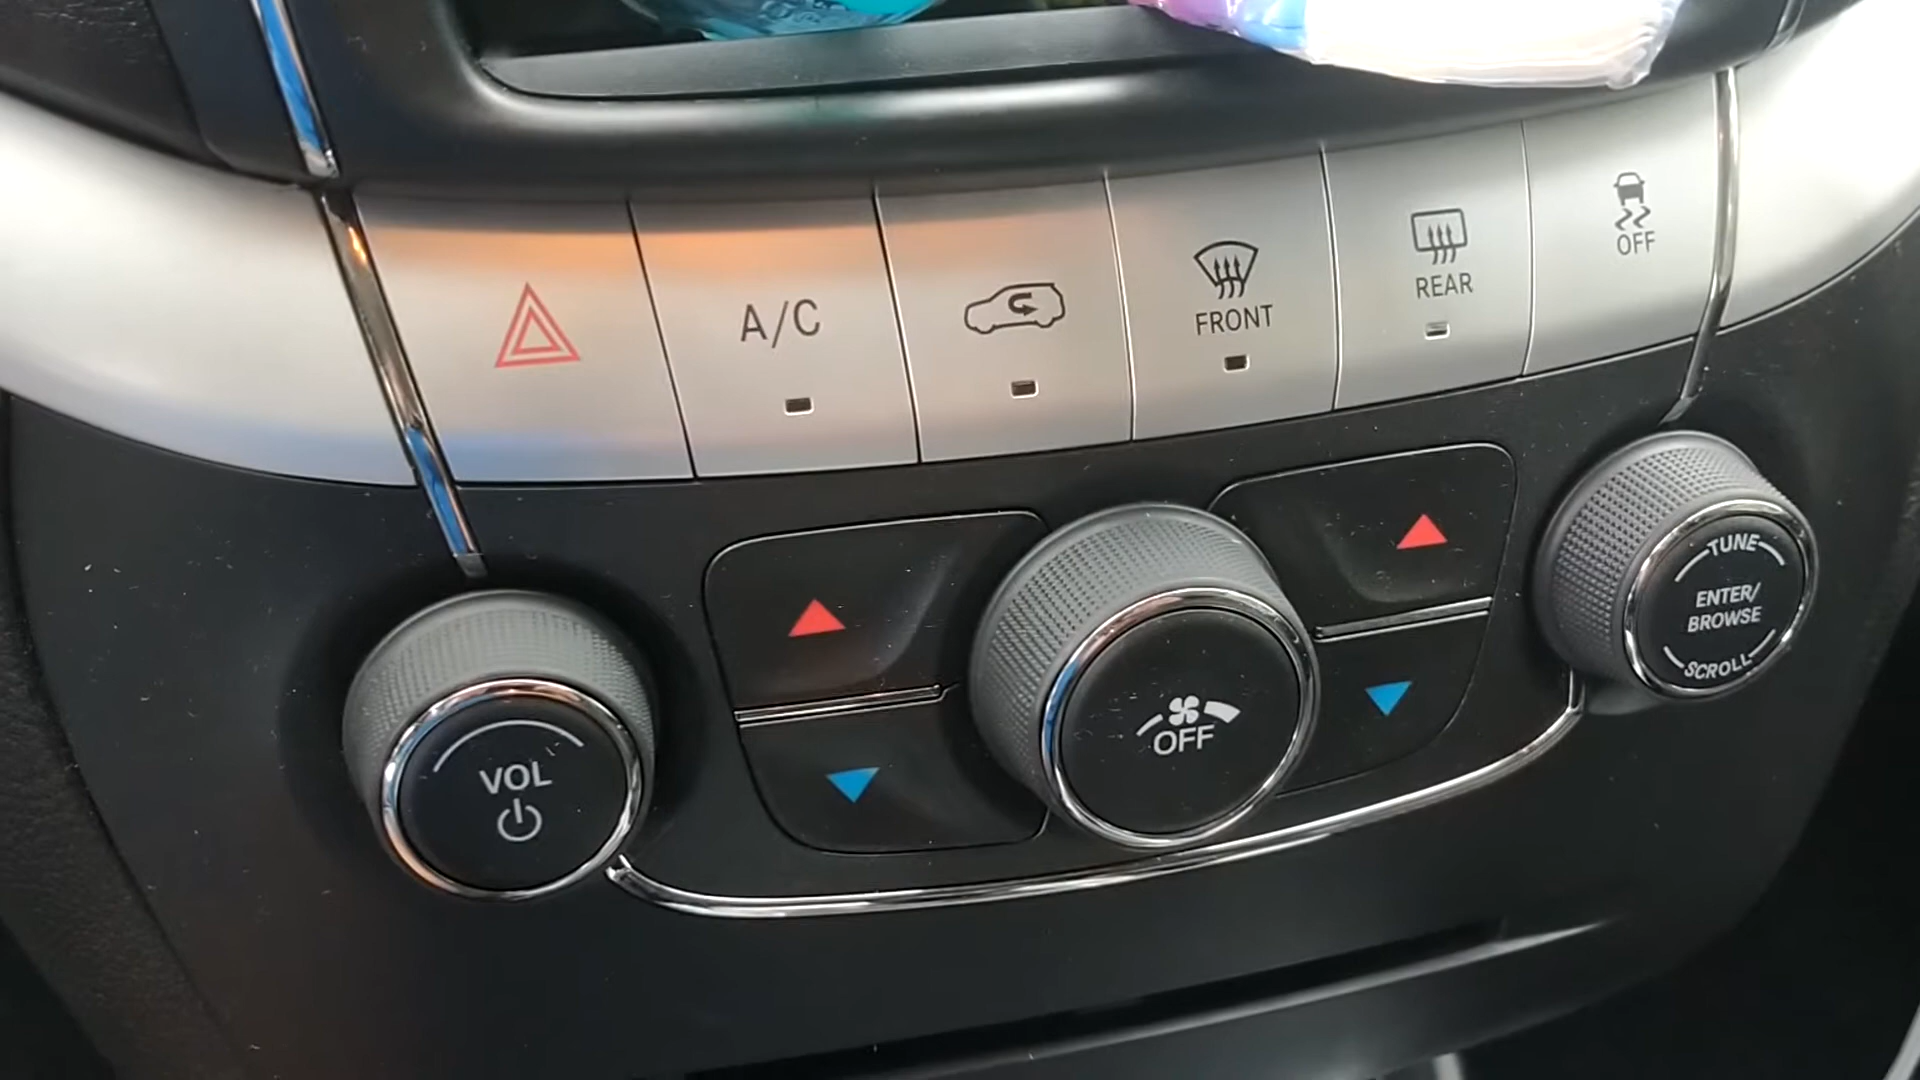 A/C
FRONT
REAR
OFF
VOL
OFF
TUNE
ENTER/
BROWSE
SCROLL